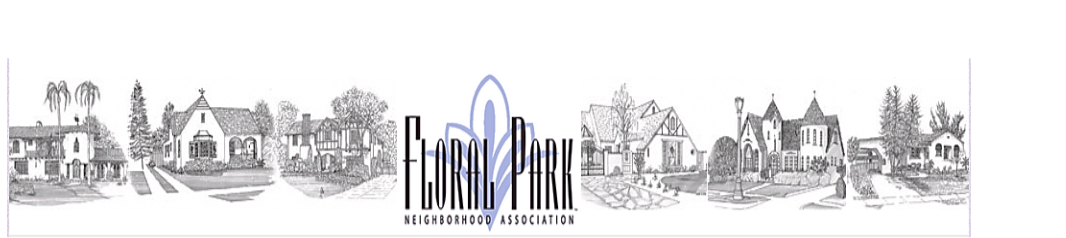 FLORAL PARK
NEIGHBORHOOD ASSOCIATION